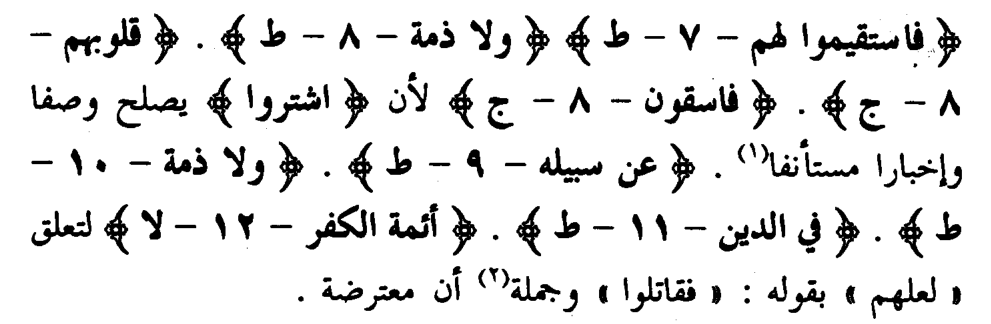 ﴿ فاستقيموا لهم – ٧ – ط ﴾ ﴿ ولا ذمة – ٨ – ط ﴾ . ﴿ قلوبهم –
٨ – ج ﴾ . ﴿ فاسقون – ٨ – ج ﴾ لأن ﴿ اشتروا ﴾ يصلح وصفا
وإخبارا مستأنفا(١) . ﴿ عن سبيله – ٩ – ط ﴾ . ﴿ ولا ذمة – ١٠ –
ط ﴾ . ﴿ في الدين – ١١ – ط ﴾ . ﴿ أئمة الكفر – ١٢ – لا ﴾ لتعلق
« لعلهم » بقوله : « فقاتلوا » وجملة(٢) أن معترضة .